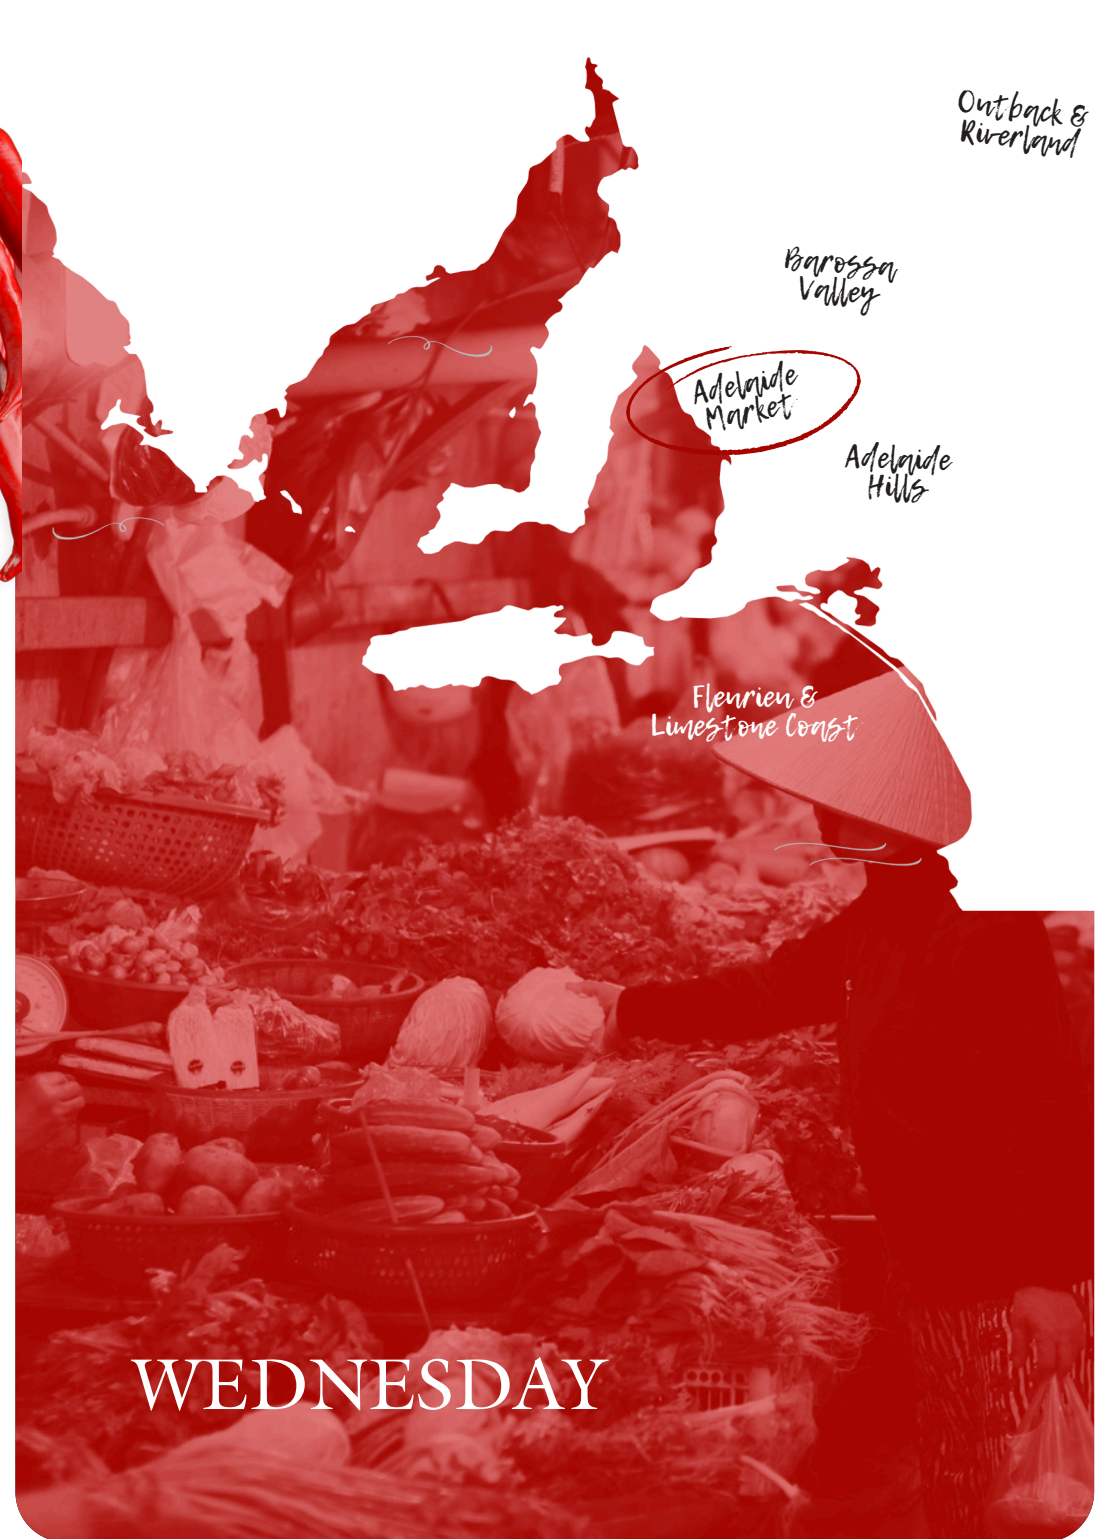 Outback &
Riverland
Barossa
Valley
Adelaide
Market
Adelaide
Hills
Fleurieu &
Limestone Coast
WEDNESDAY